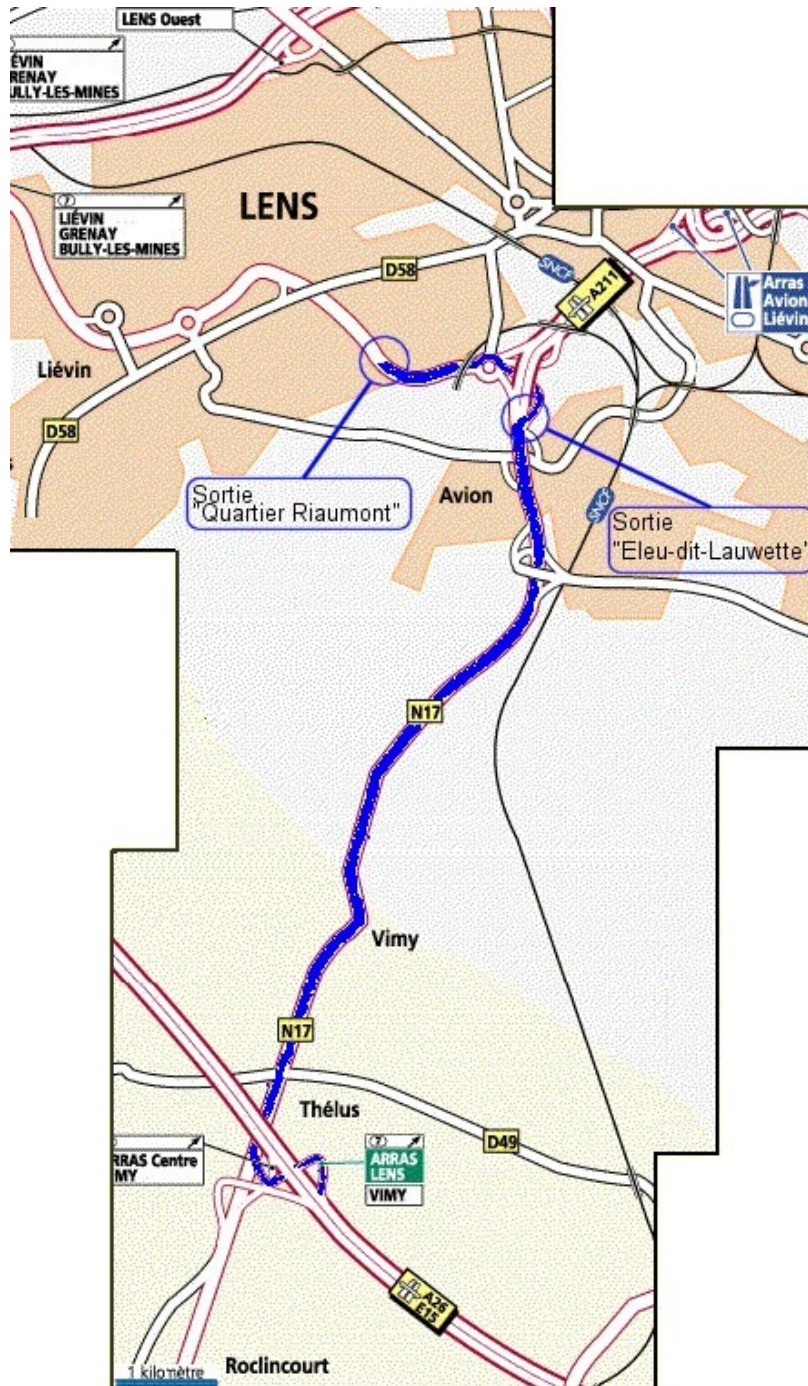 LENS Ouest
ÉVIN
RENAY
ULLY-LES-MINES
7
LIÉVIN
GRENAY
BULLY-LES-MINES
LENS
D58
SNCF
A211
Arras
Avion
Liévin
Liévin
D58
Sortie
"Quartier Riaumont"
Avion
SNCF
Sortie
"Eleu-dit-Lauwette"
N17
Vimy
N17
Thélus
D49
RRAS Centre
MY
7
ARRAS
LENS
VIMY
A26
E15
1 kilomètre
Roclincourt